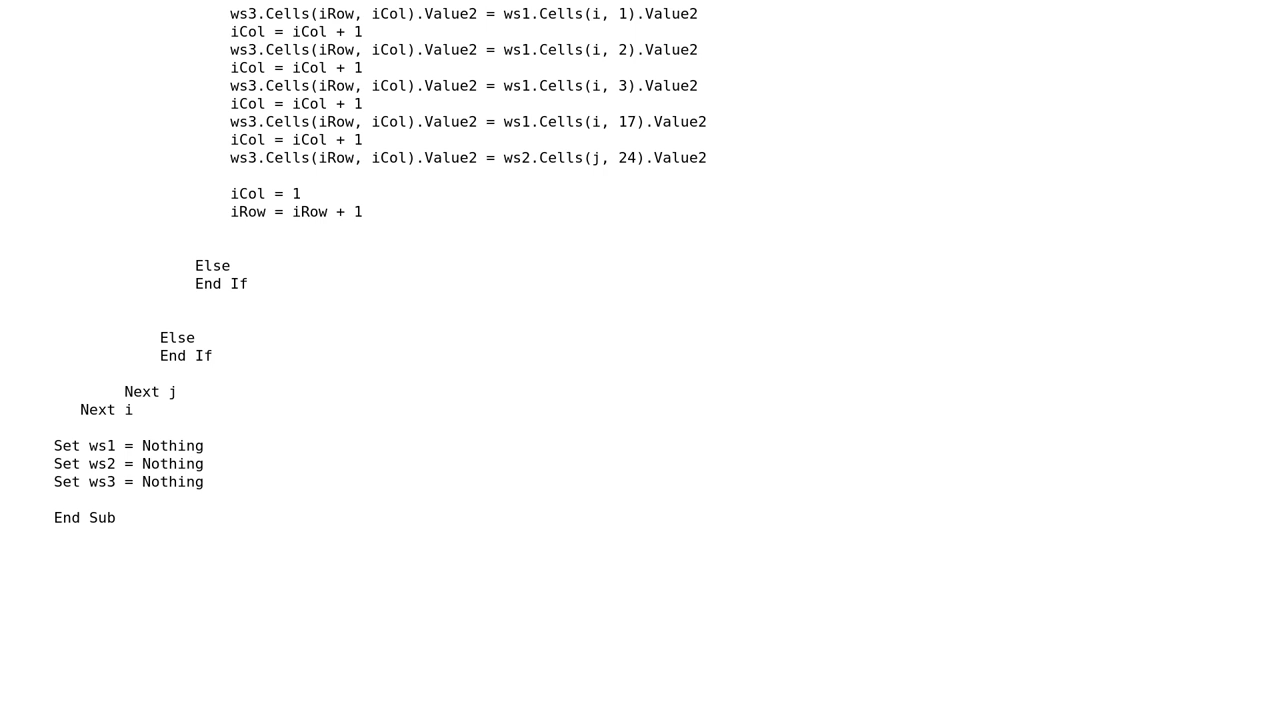 ws3.Cells(iRow, iCol).Value2 = ws1.Cells(i, 1).Value2
iCol = iCol + 1
ws3.Cells(iRow, iCol).Value2 = ws1.Cells(i, 2).Value2
iCol = iCol + 1
ws3.Cells(iRow, iCol).Value2 = ws1.Cells(i, 3).Value2
iCol = iCol + 1
ws3.Cells(iRow, iCol).Value2 = ws1.Cells(i, 17).Value2
iCol = iCol + 1
ws3.Cells(iRow, iCol).Value2 = ws2.Cells(j, 24).Value2
iCol = 1
iRow = iRow + 1
Else
End If
Else
End If
Next j
Next i
Set ws1 = Nothing
Set ws2 = Nothing
Set ws3 = Nothing
End Sub